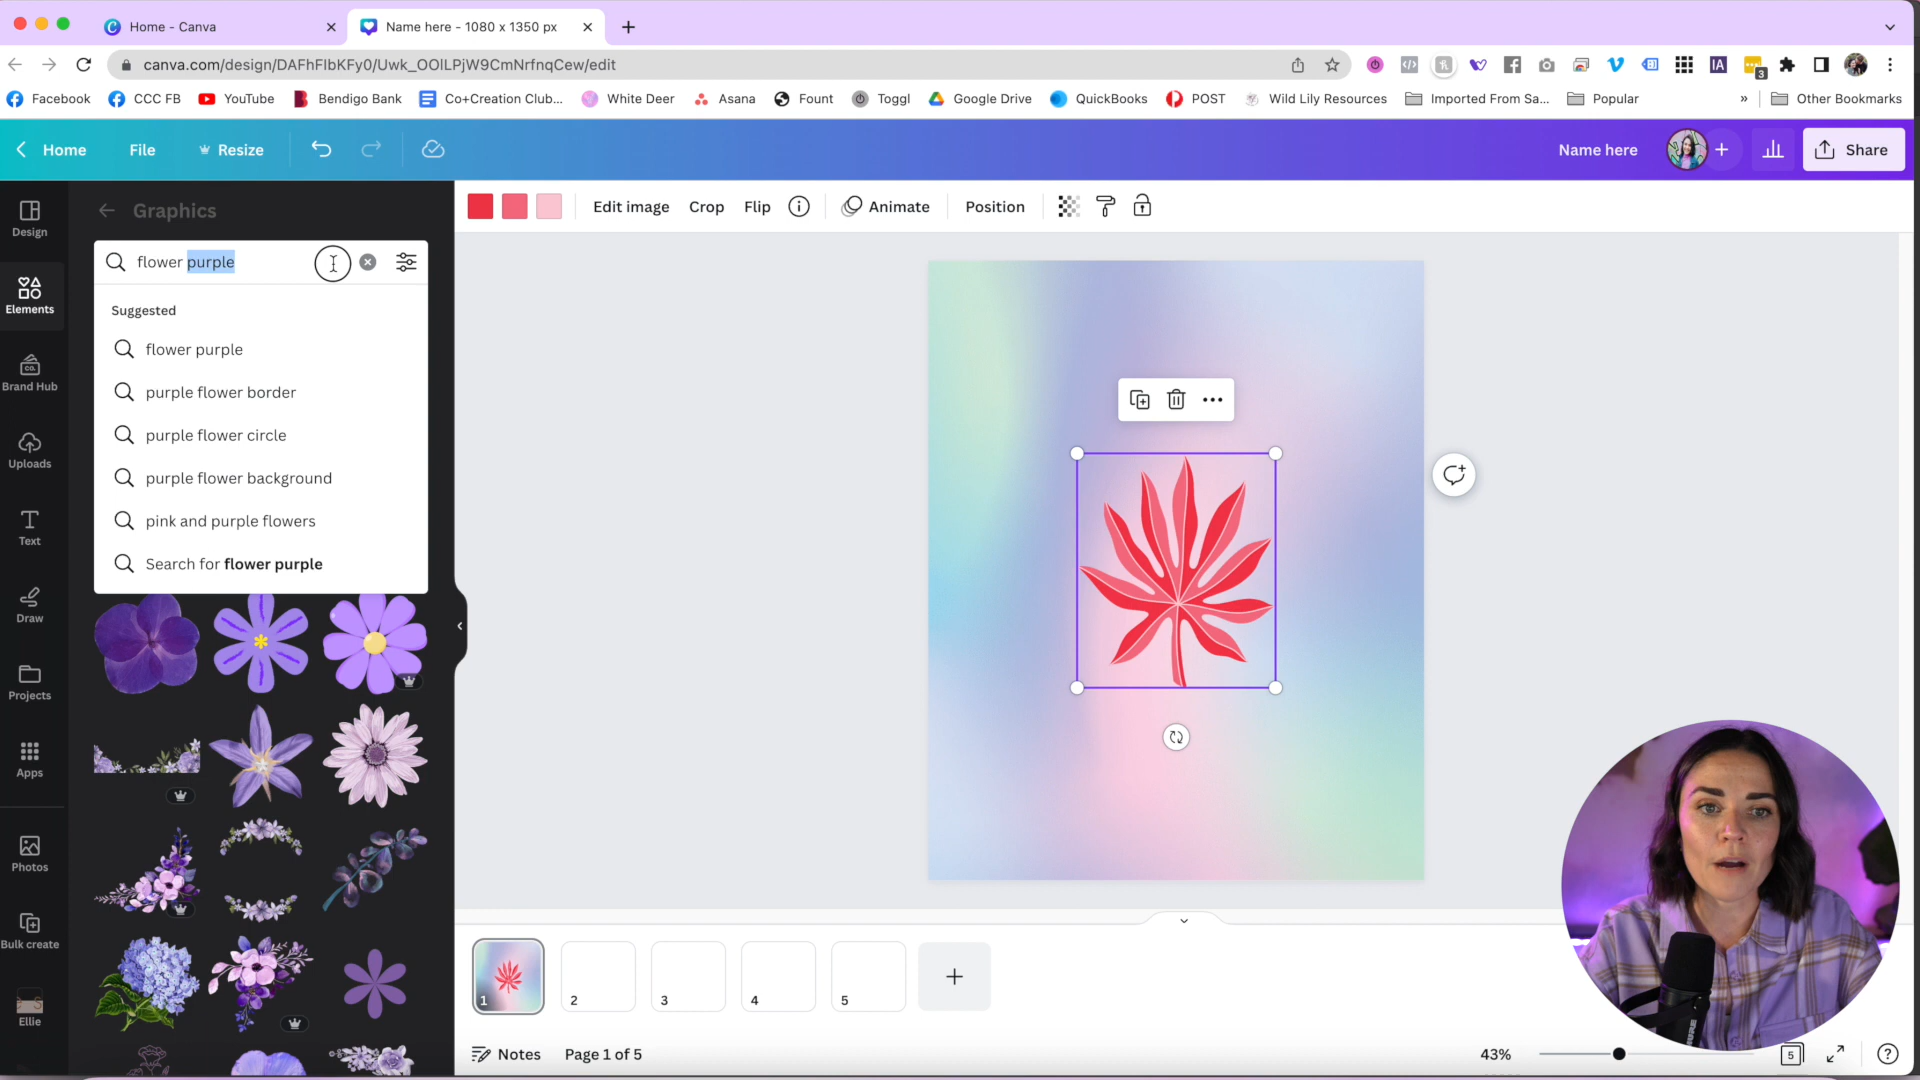 Home - Canva
Name here - 1080 x 1350 px
canva.com/design/DAFhFIbKFy0/Uwk_OOlLPjW9CmNrfnqCew/edit
3
Facebook
CCC FB
YouTube
Bendigo Bank
Co+Creation Club...
White Deer
Asana
Fount
Toggl
Google Drive
QuickBooks
POST
Wild Lily Resources
Imported From Sa...
Popular
»
Other Bookmarks
Home
File
Resize
Name here
Share
Design
Elements
Brand Hub
Uploads
Text
Draw
Projects
Apps
Photos
Bulk create
Ellie
Graphics
flower purple
Suggested
flower purple
purple flower border
purple flower circle
purple flower background
pink and purple flowers
Search for flower purple
Edit image
Crop
Flip
Animate
Position
1
2
3
4
5
Notes
Page 1 of 5
43%
5